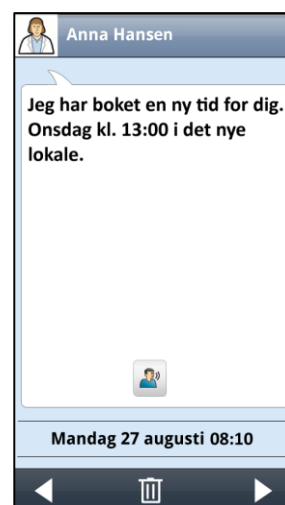 Anna Hansen
Jeg har boket en ny tid for dig.
Onsdag kl. 13:00 i det nye
lokale.
Mandag 27 augusti 08:10